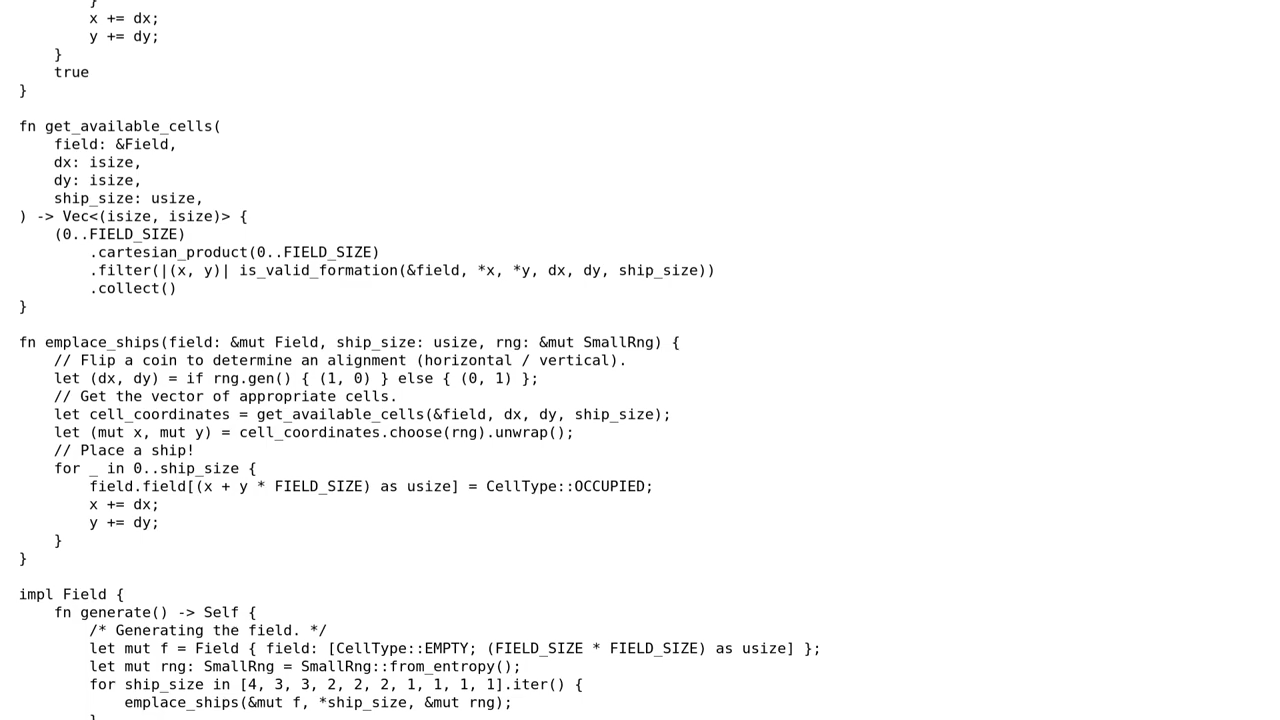 }
x += dx;
y += dy;
}
true
}
fn get_available_cells(
field: &Field,
dx: isize,
dy: isize,
ship_size: usize,
) -> Vec<(isize, isize)> {
(0..FIELD_SIZE)
.cartesian_product(0..FIELD_SIZE)
.filter(|(x, y)| is_valid_formation(&field, *x, *y, dx, dy, ship_size))
.collect()
}
fn emplace_ships(field: &mut Field, ship_size: usize, rng: &mut SmallRng) {
// Flip a coin to determine an alignment (horizontal / vertical).
let (dx, dy) = if rng.gen() { (1, 0) } else { (0, 1) };
// Get the vector of appropriate cells.
let cell_coordinates = get_available_cells(&field, dx, dy, ship_size);
let (mut x, mut y) = cell_coordinates.choose(rng).unwrap();
// Place a ship!
for _ in 0..ship_size {
field.field[(x + y * FIELD_SIZE) as usize] = CellType::OCCUPIED;
x += dx;
y += dy;
}
}
impl Field {
fn generate() -> Self {
/* Generating the field. */
let mut f = Field { field: [CellType::EMPTY; (FIELD_SIZE * FIELD_SIZE) as usize] };
let mut rng: SmallRng = SmallRng::from_entropy();
for ship_size in [4, 3, 3, 2, 2, 2, 1, 1, 1, 1].iter() {
emplace_ships(&mut f, *ship_size, &mut rng);
}